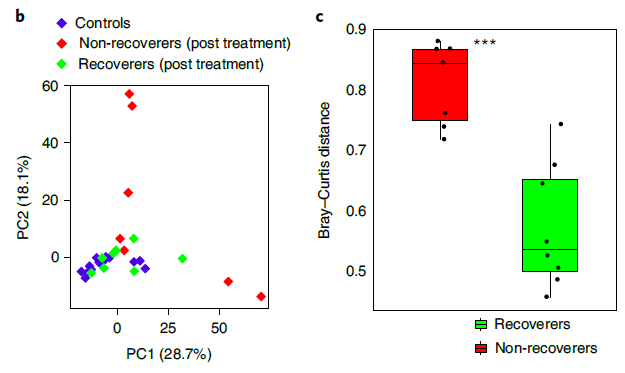 b
Controls
Non-recoverers (post treatment)
Recoverers (post treatment)
60
40
20
0
PC2 (18.1%)
0
25
50
PC1 (28.7%)
c
0.9
0.8
0.7
0.6
0.5
Bray–Curtis distance
***
Recoverers
Non-recoverers